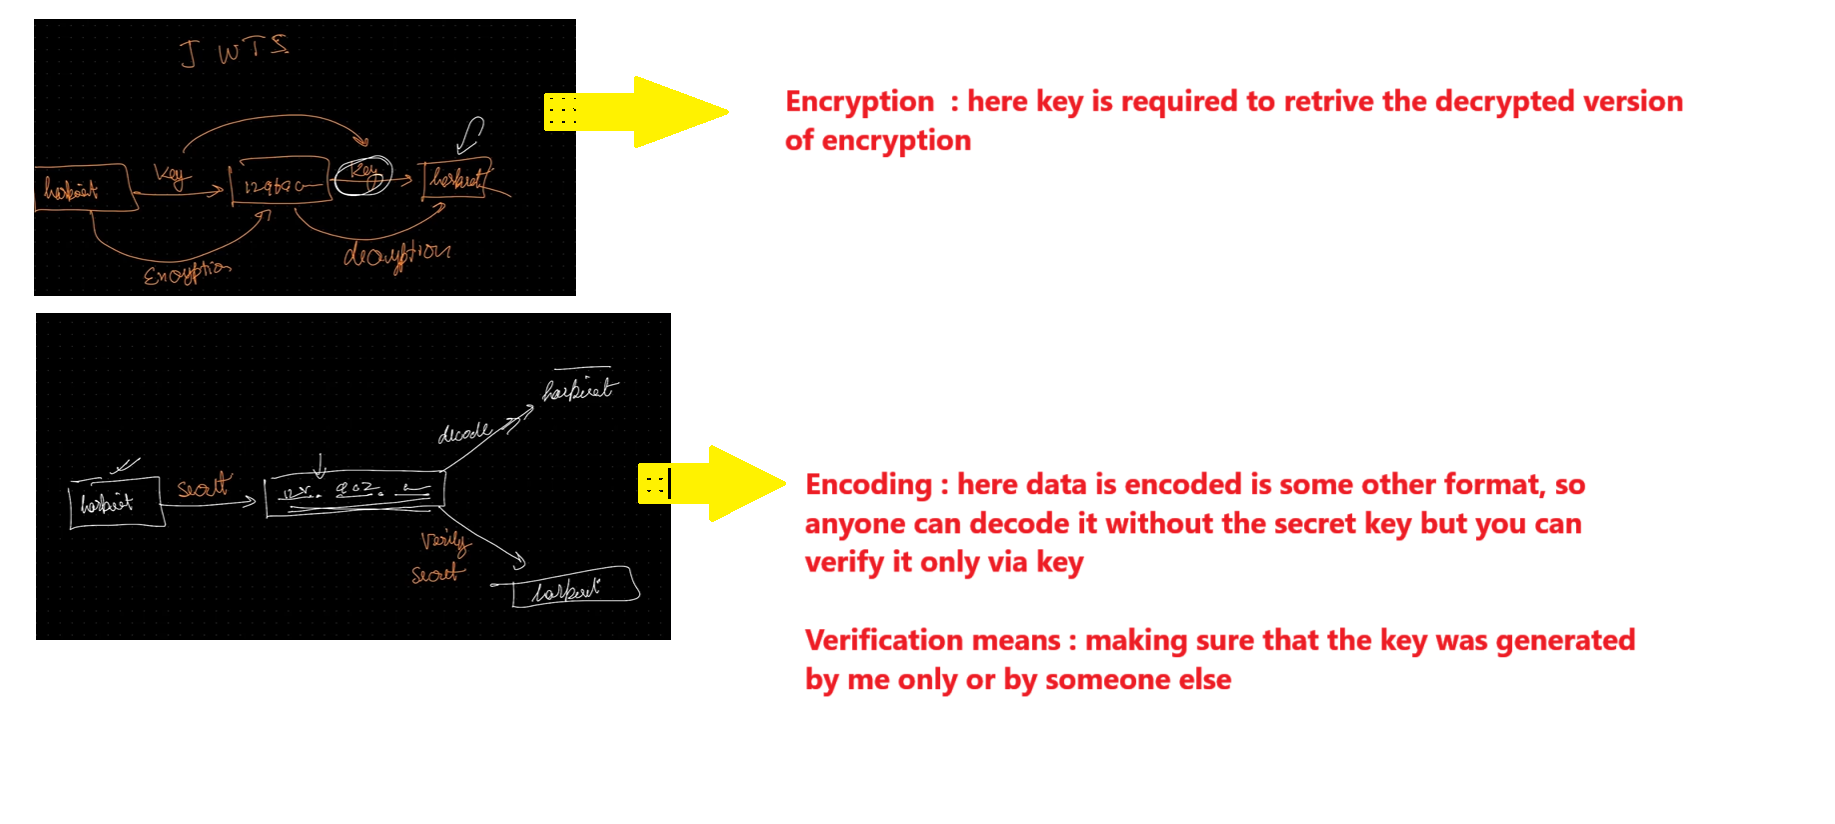 JWTS
Encryption : here key is required to retrive the decrypted version
of encryption
key
key
harkirat
harkirat
Encryption
decryption
harkirat
decode
harkirat
secret
Encoding : here data is encoded is some other format, so
anyone can decode it without the secret key but you can
verify it only via key
Verify
secret
harkirat
Verification means : making sure that the key was generated
by me only or by someone else